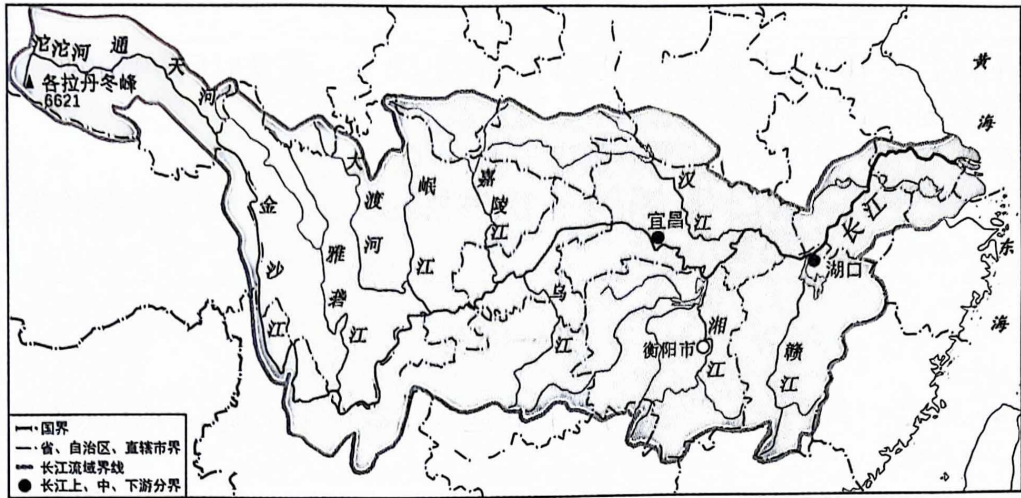 沱沱河
通天河
各拉丹冬峰
6621
金沙江
雅砻江
大渡河
岷江
嘉陵江
乌江
宜昌
汉江
湘江
衡阳市
赣江
湖口
长江
黄海
东海
国界
省、自治区、直辖市界
长江流域界线
长江上、中、下游分界